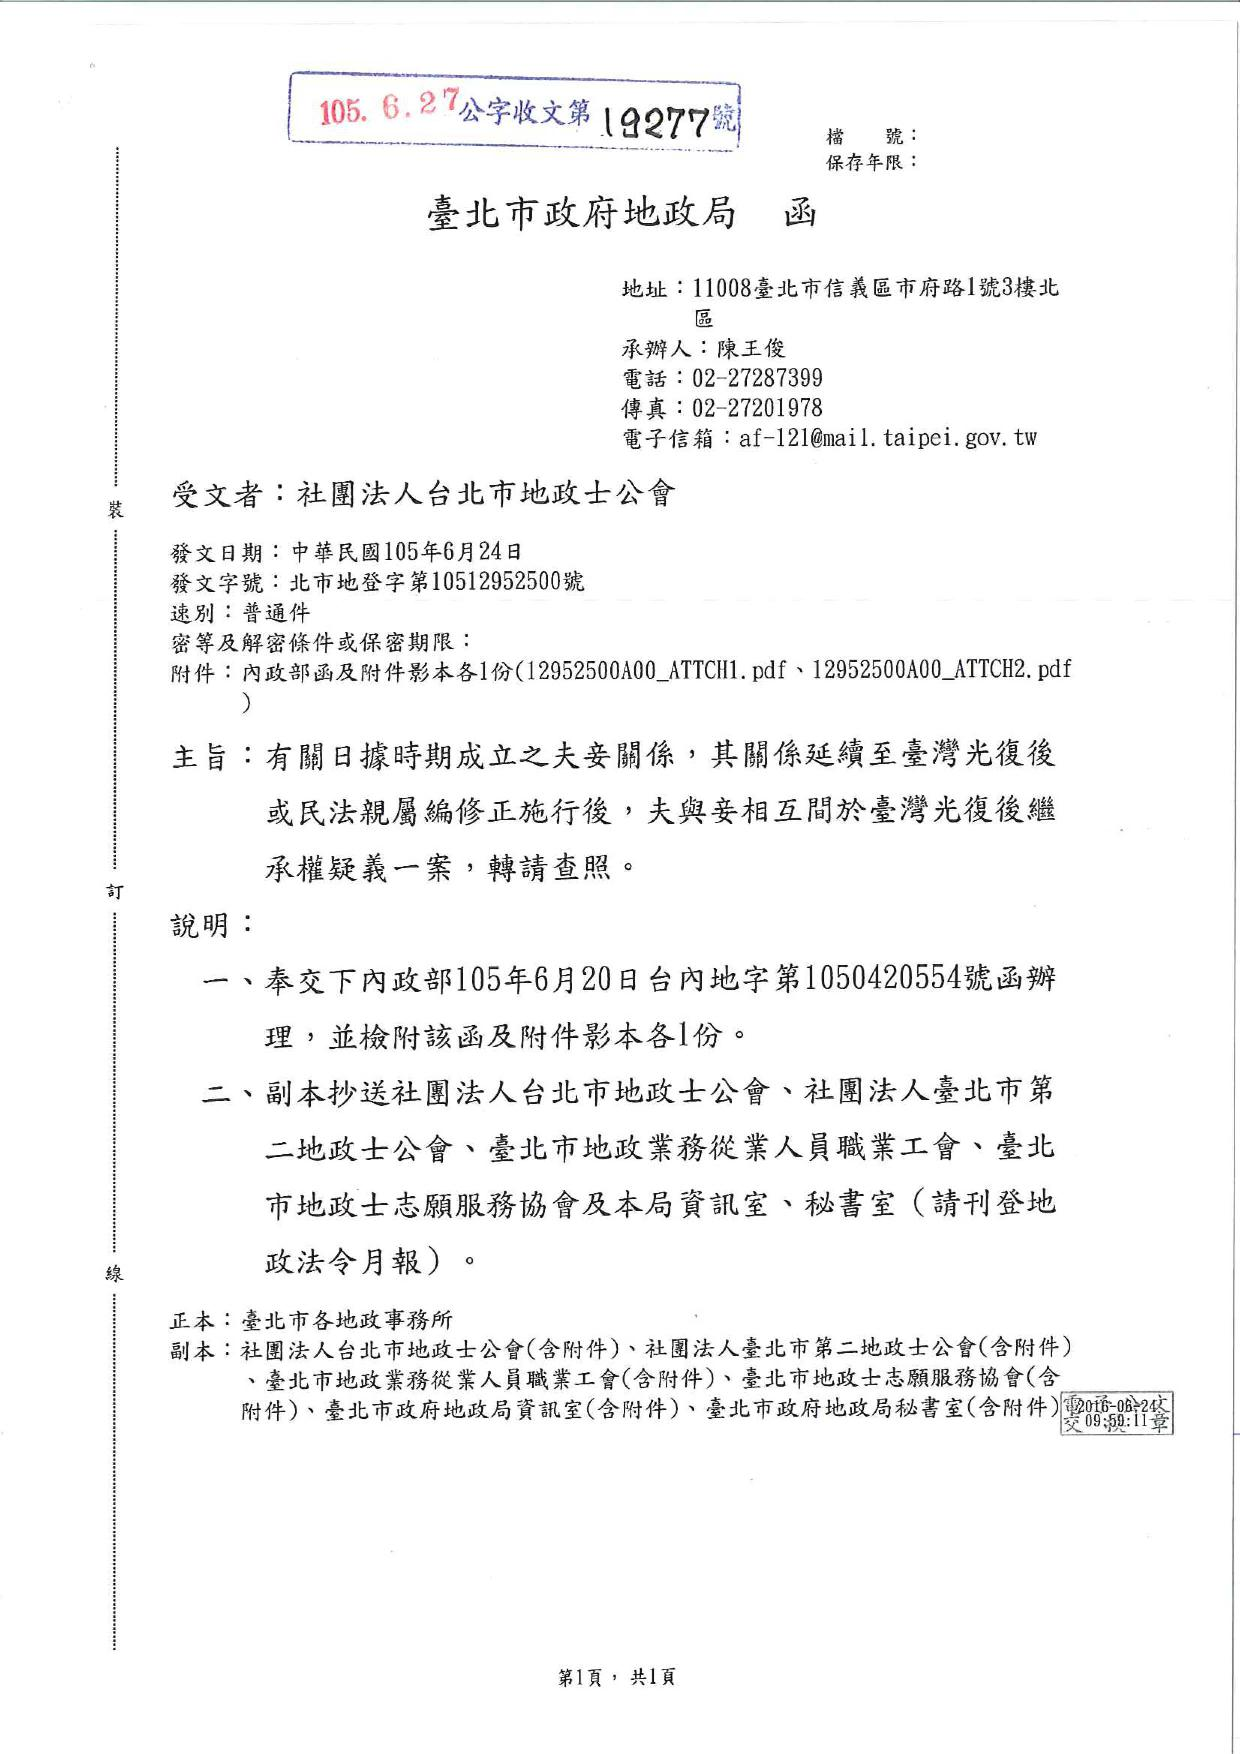 105. 6. 27公字收文第19277號
檔　　號：
保存年限：
臺北市政府地政局　函
地址：11008臺北市信義區市府路1號3樓北
區
承辦人：陳王俊
電話：02-27287399
傳真：02-27201978
電子信箱：af-121@mail.taipei.gov.tw
受文者：社團法人台北市地政士公會
發文日期：中華民國105年6月24日
發文字號：北市地登字第10512952500號
速別：普通件
密等及解密條件或保密期限：
附件：內政部函及附件影本各1份(12952500A00_ATTCH1.pdf、12952500A00_ATTCH2.pdf
)
主旨：有關日據時期成立之夫妾關係，其關係延續至臺灣光復後
或民法親屬編修正施行後，夫與妾相互間於臺灣光復後繼
承權疑義一案，轉請查照。
說明：
一、奉交下內政部105年6月20日台內地字第1050420554號函辦
理，並檢附該函及附件影本各1份。
二、副本抄送社團法人台北市地政士公會、社團法人臺北市第
二地政士公會、臺北市地政業務從業人員職業工會、臺北
市地政士志願服務協會及本局資訊室、秘書室（請刊登地
政法令月報）。
正本：臺北市各地政事務所
副本：社團法人台北市地政士公會(含附件)、社團法人臺北市第二地政士公會(含附件)
、臺北市地政業務從業人員職業工會(含附件)、臺北市地政士志願服務協會(含
附件)、臺北市政府地政局資訊室(含附件)、臺北市政府地政局秘書室(含附件)
2016-06-24
交 09:59:11 章
裝
訂
線
第1頁，共1頁